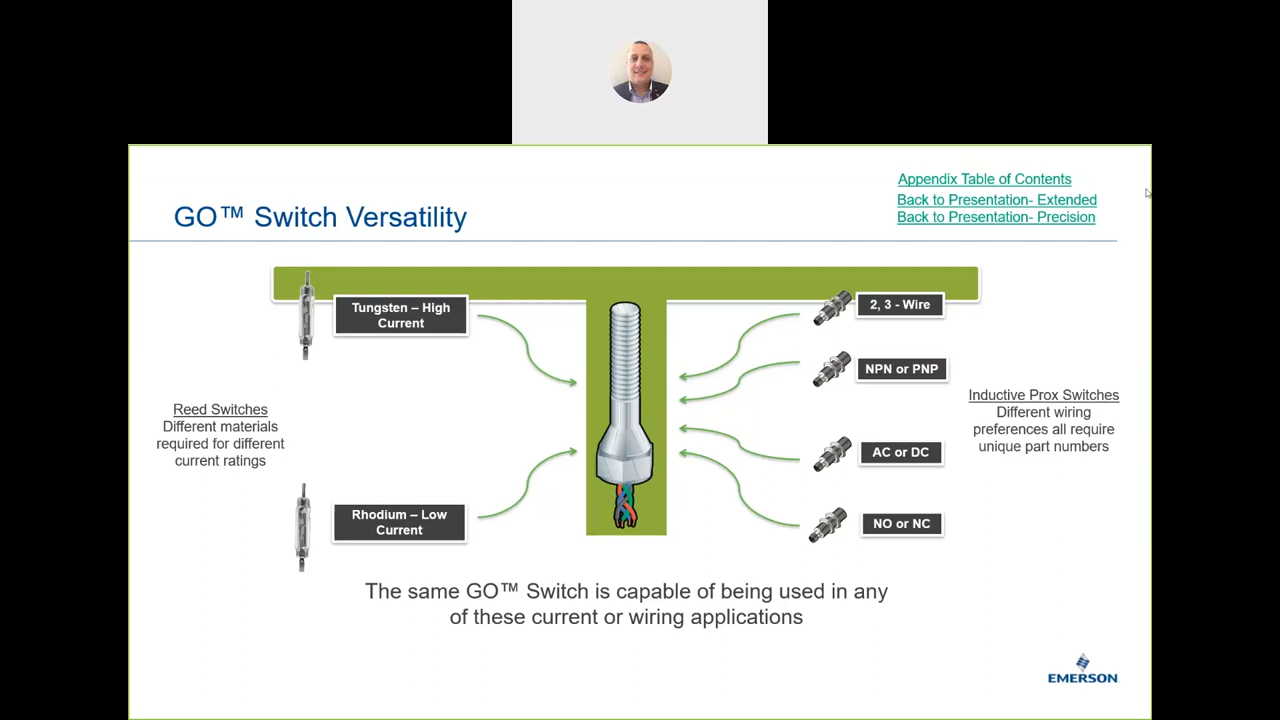 Appendix Table of Contents
Back to Presentation- Extended
Back to Presentation- Precision
GO™ Switch Versatility
Tungsten – High
Current
2, 3 - Wire
NPN or PNP
Reed Switches
Different materials
required for different
current ratings
Inductive Prox Switches
Different wiring
preferences all require
unique part numbers
AC or DC
Rhodium – Low
Current
NO or NC
The same GO™ Switch is capable of being used in any
of these current or wiring applications
EMERSON